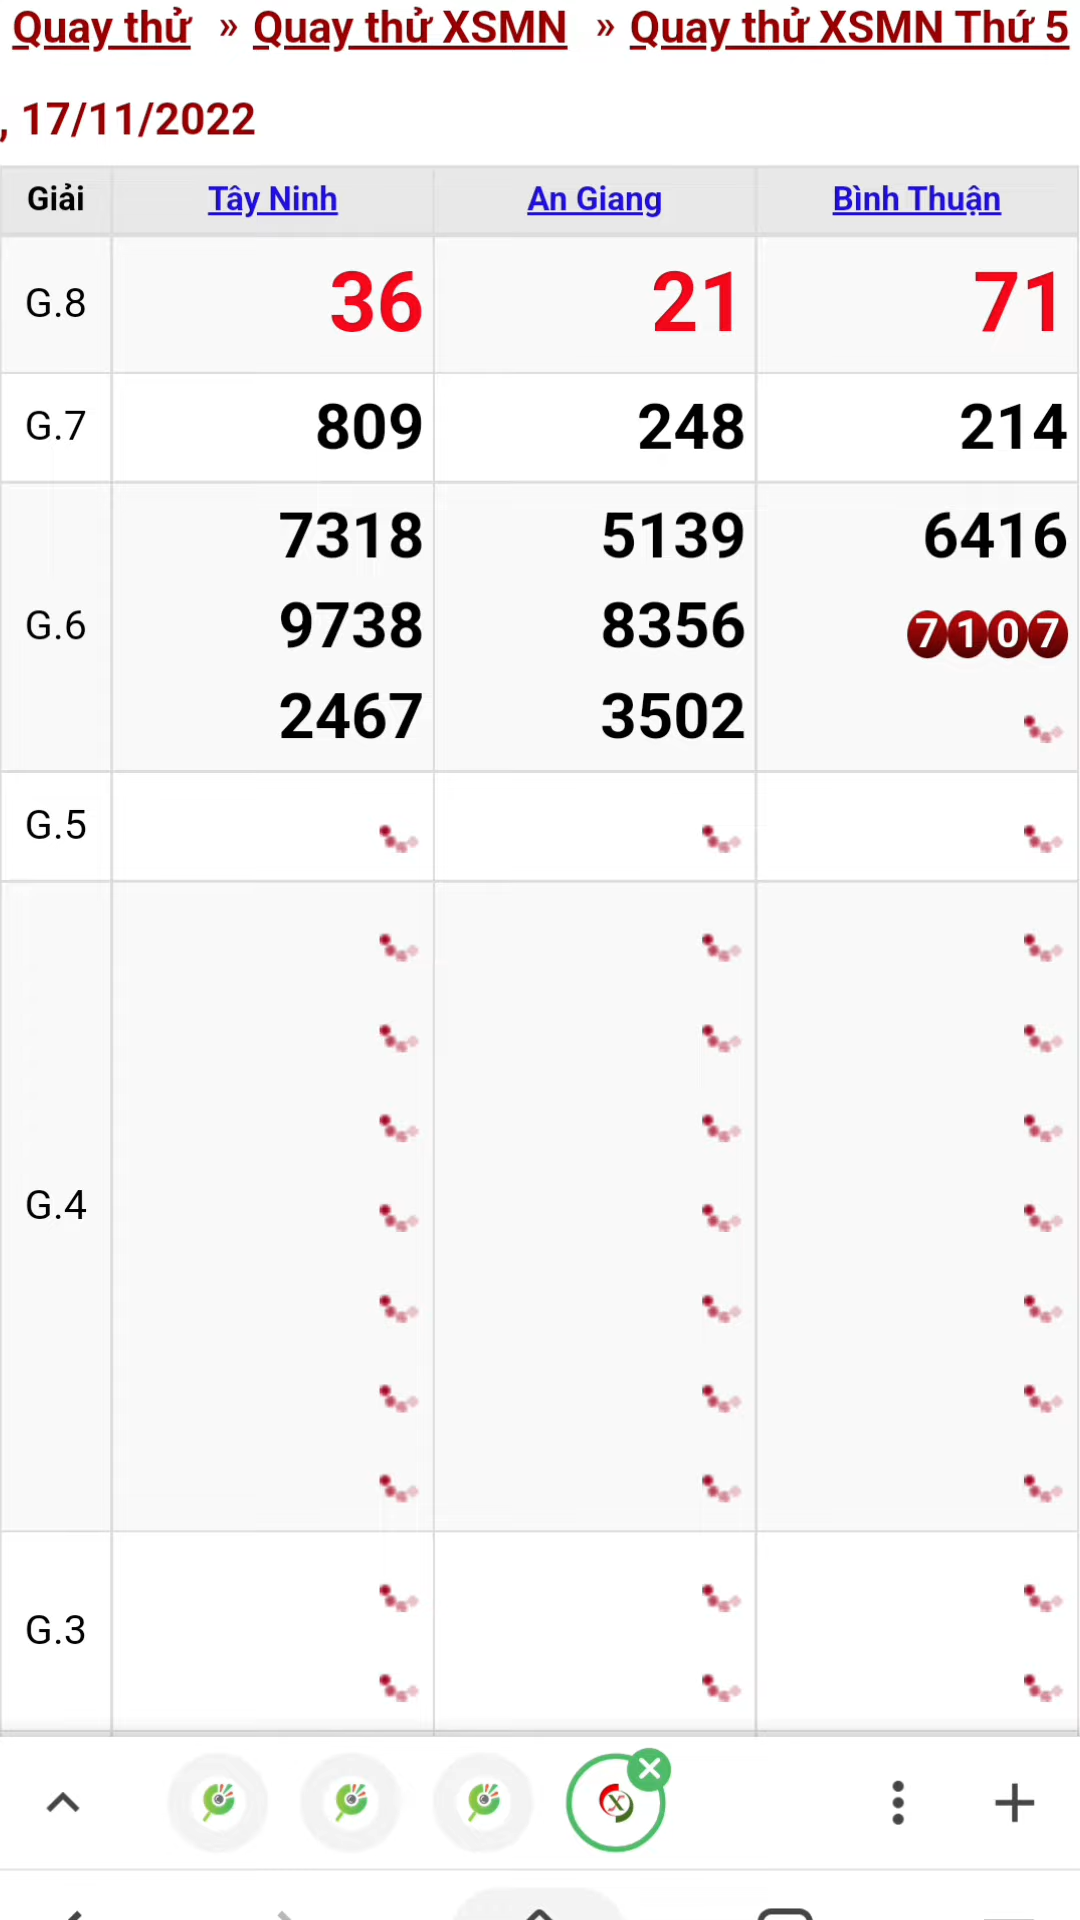 Quay thử » Quay thử XSMN » Quay thử XSMN Thứ 5
, 17/11/2022
Giải Tây Ninh An Giang Bình Thuận
G.8 36 21 71
G.7 809 248 214
7318 5139 6416
G.6 9738 8356 7107
2467 3502
G.5
G.4
G.3